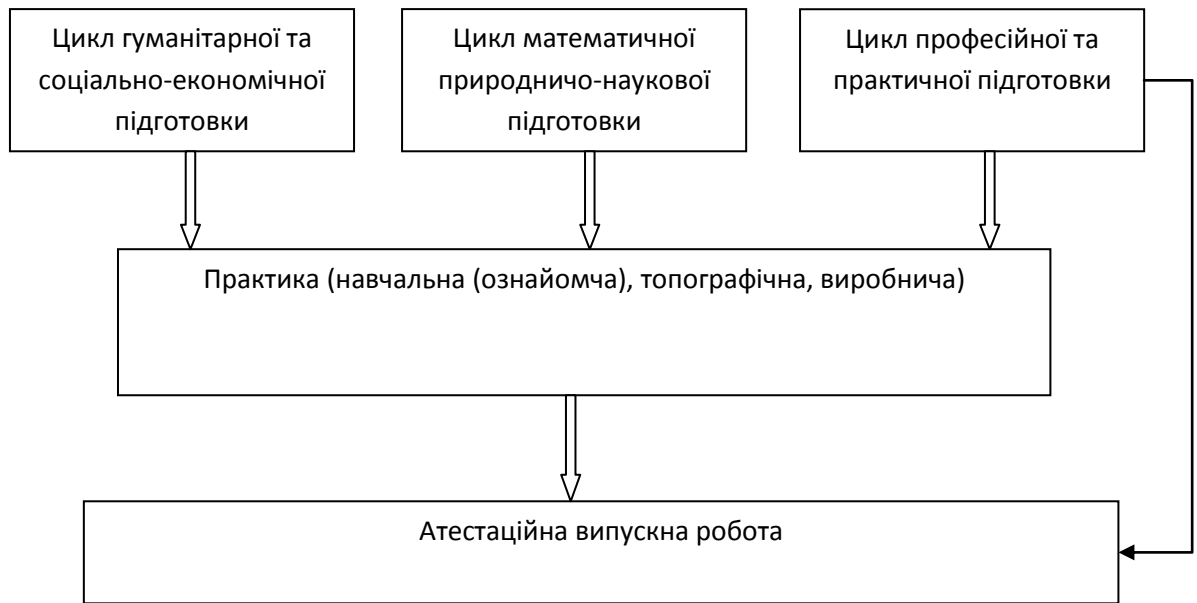 Цикл гуманітарної та
соціально-економічної
підготовки
Цикл математичної
природничо-наукової
підготовки
Цикл професійної та
практичної підготовки
Практика (навчальна (ознайомча), топографічна, виробнича)
Атестаційна випускна робота